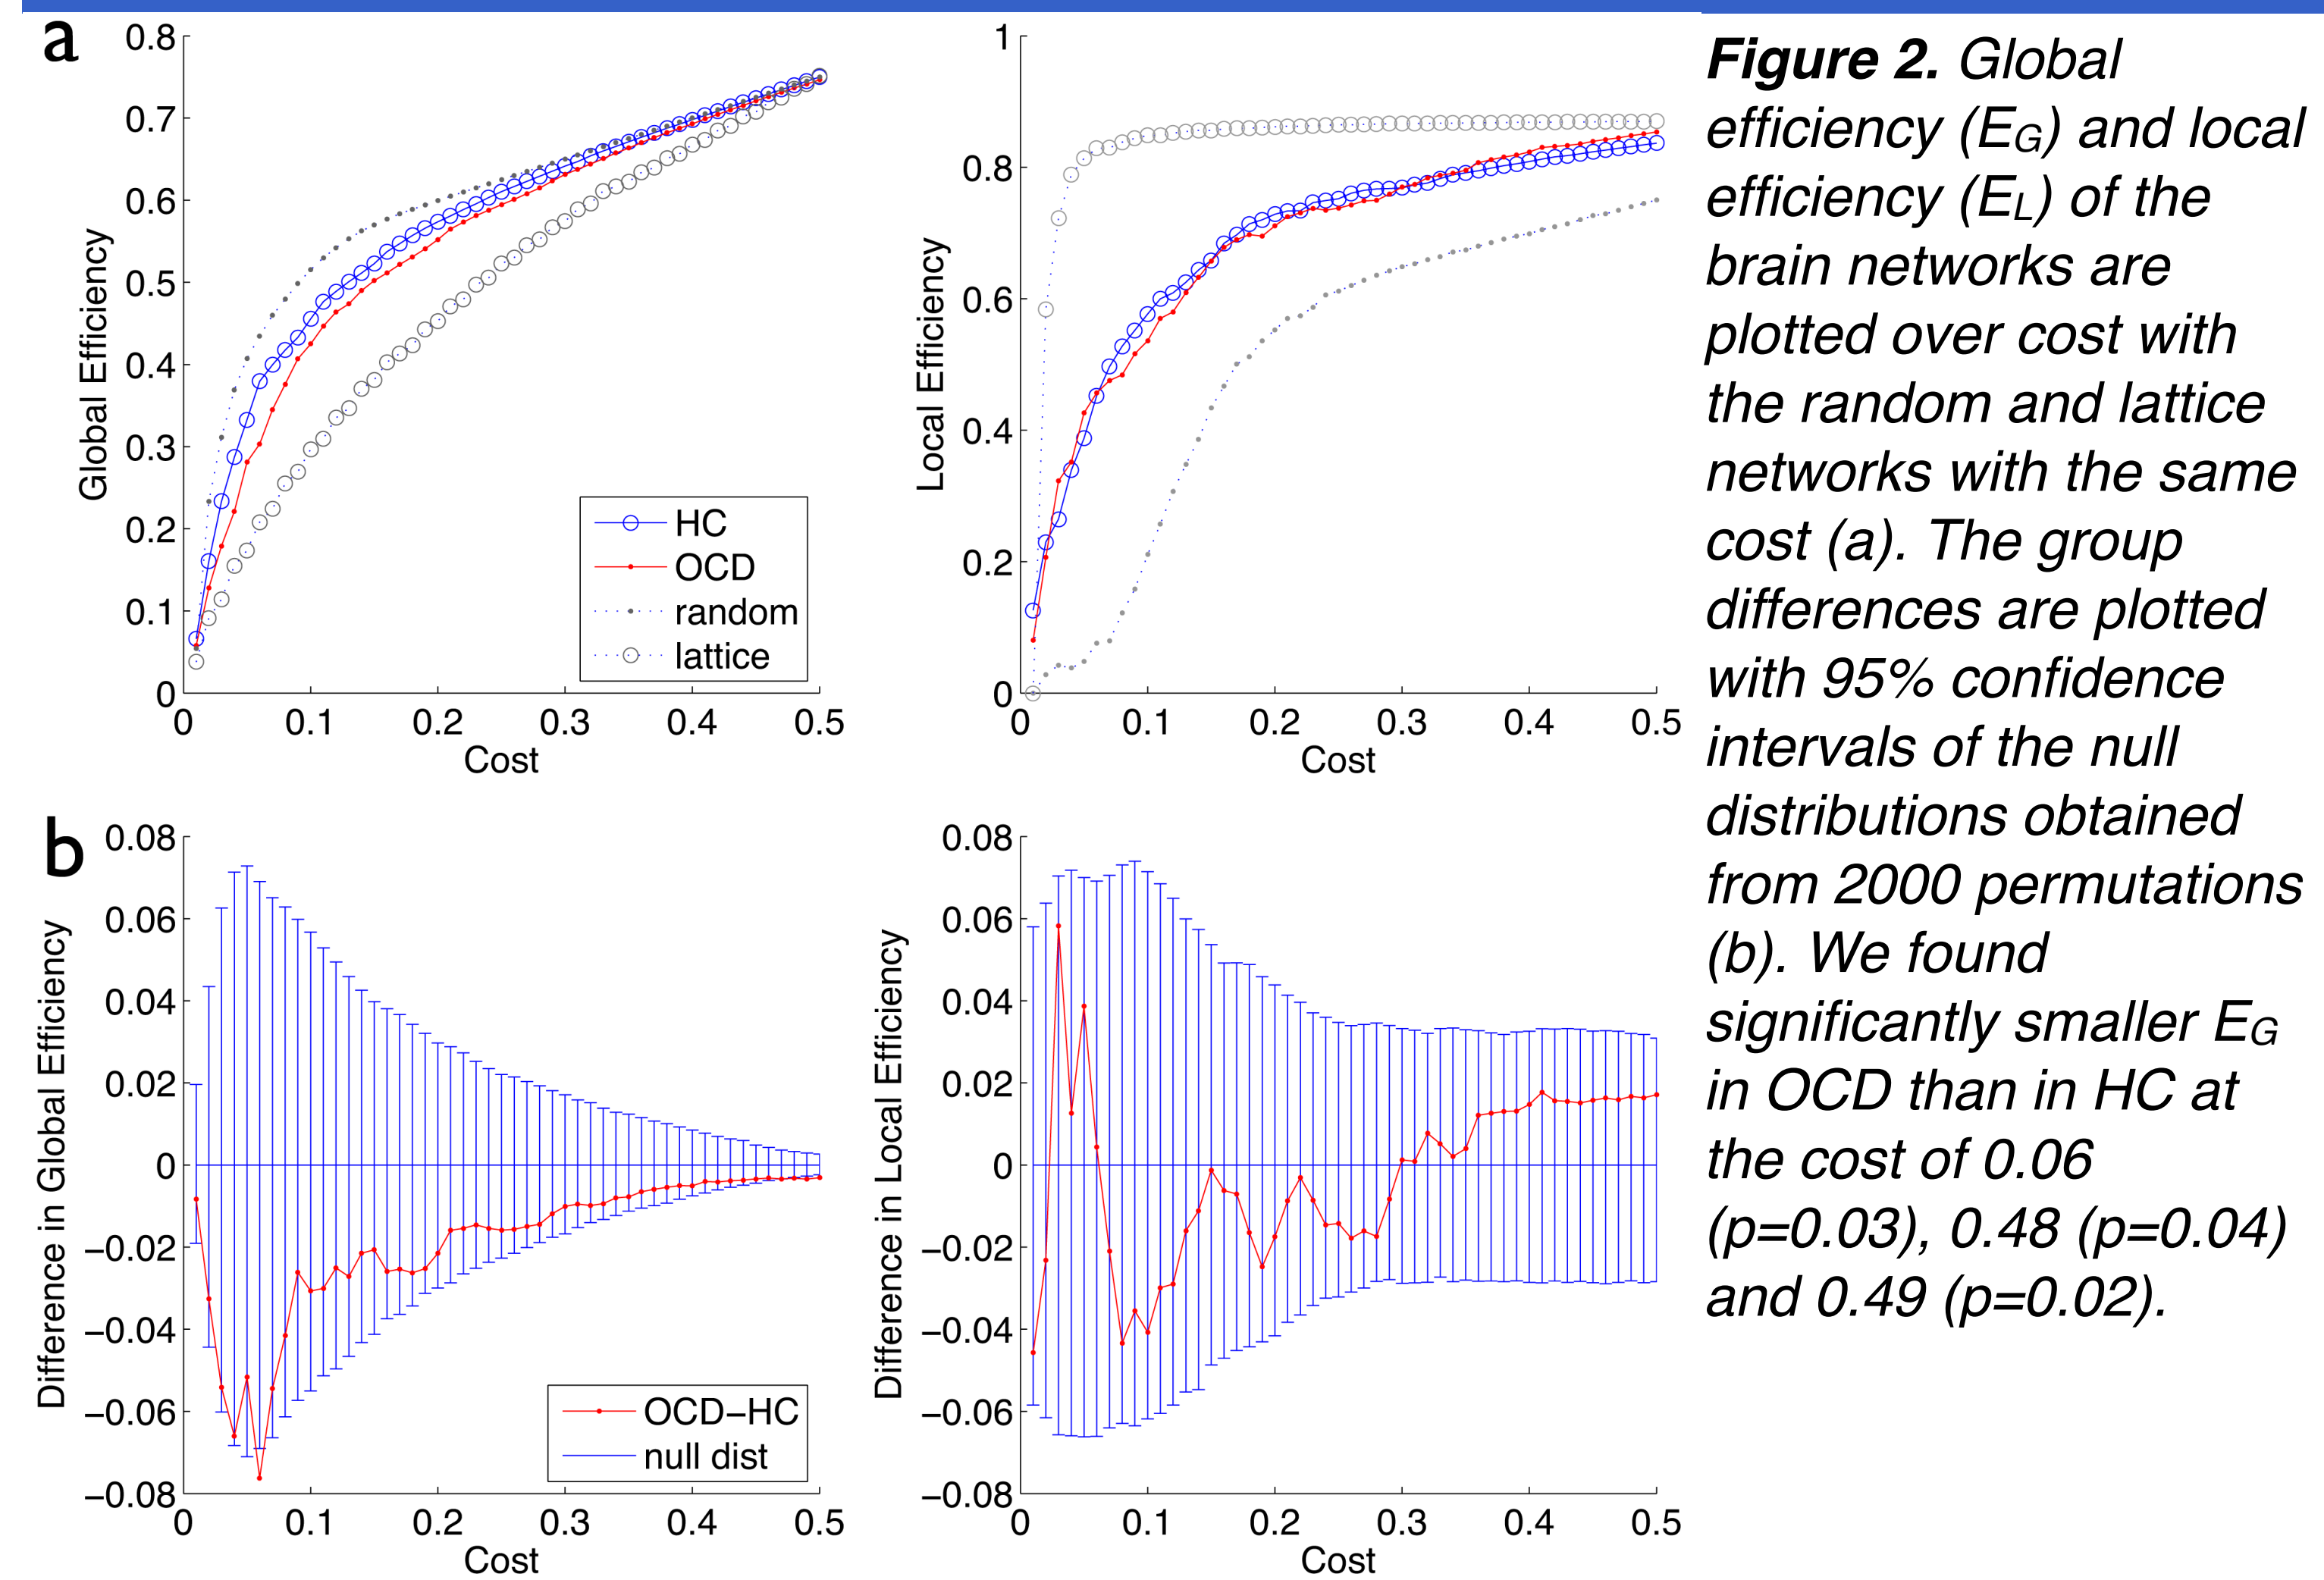 a
0.8
0.7
0.6
0.5
0.4
0.3
0.2
0.1
0
Global Efficiency
0 0.1 0.2 0.3 0.4 0.5
Cost
HC
OCD
random
lattice
1
0.8
0.6
0.4
0.2
0
Local Efficiency
0 0.1 0.2 0.3 0.4 0.5
Cost
b
0.08
0.06
0.04
0.02
0
−0.02
−0.04
−0.06
−0.08
Difference in Global Efficiency
0 0.1 0.2 0.3 0.4 0.5
Cost
OCD−HC
null dist
0.08
0.06
0.04
0.02
0
−0.02
−0.04
−0.06
−0.08
Difference in Local Efficiency
0 0.1 0.2 0.3 0.4 0.5
Cost
Figure 2. Global
efficiency (EG) and local
efficiency (EL) of the
brain networks are
plotted over cost with
the random and lattice
networks with the same
cost (a). The group
differences are plotted
with 95% confidence
intervals of the null
distributions obtained
from 2000 permutations
(b). We found
significantly smaller EG
in OCD than in HC at
the cost of 0.06
(p=0.03), 0.48 (p=0.04)
and 0.49 (p=0.02).